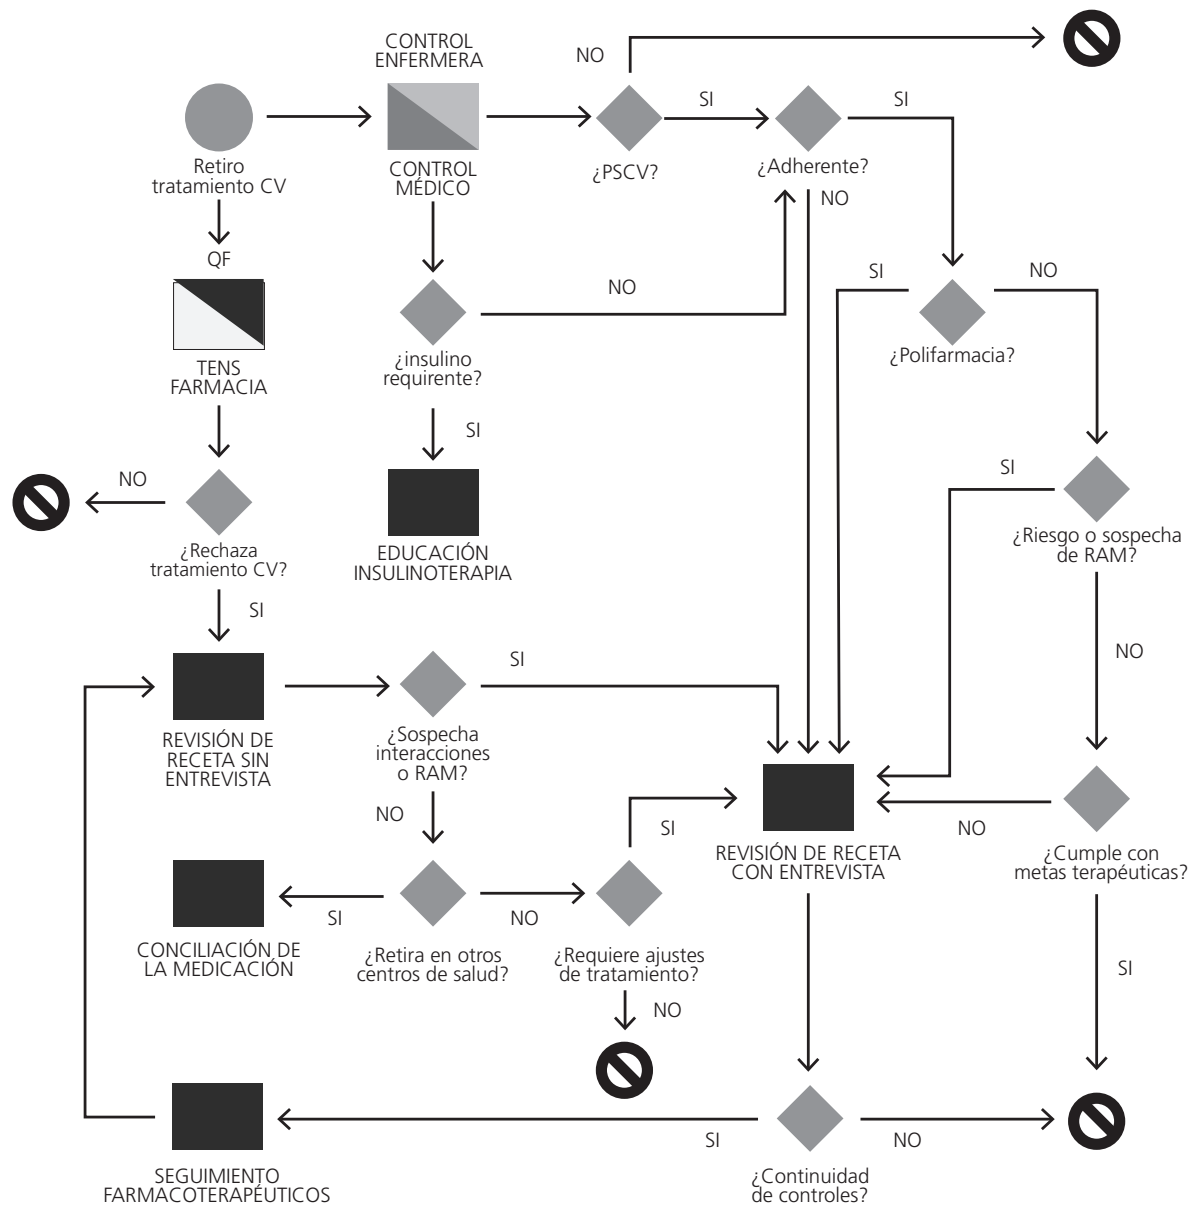 CONTROL
ENFERMERA
NO
SI
SI
Retiro
tratamiento CV
CONTROL
MÉDICO
¿PSCV?
¿Adherente?
NO
QF
TENS
FARMACIA
NO
SI
NO
¿insulino
requirente?
¿Polifarmacia?
SI
NO
SI
¿Rechaza
tratamiento CV?
EDUCACIÓN
INSULINOTERAPIA
¿Riesgo o sospecha
de RAM?
SI
NO
SI
REVISIÓN DE
RECETA SIN
ENTREVISTA
¿Sospecha
interacciones
o RAM?
NO
SI
NO
REVISIÓN DE RECETA
CON ENTREVISTA
¿Cumple con
metas terapéuticas?
SI
NO
CONCILIACIÓN DE
LA MEDICACIÓN
¿Retira en otros
centros de salud?
¿Requiere ajustes
de tratamiento?
SI
NO
SI
NO
SEGUIMIENTO
FARMACOTERAPÉUTICOS
¿Continuidad
de controles?